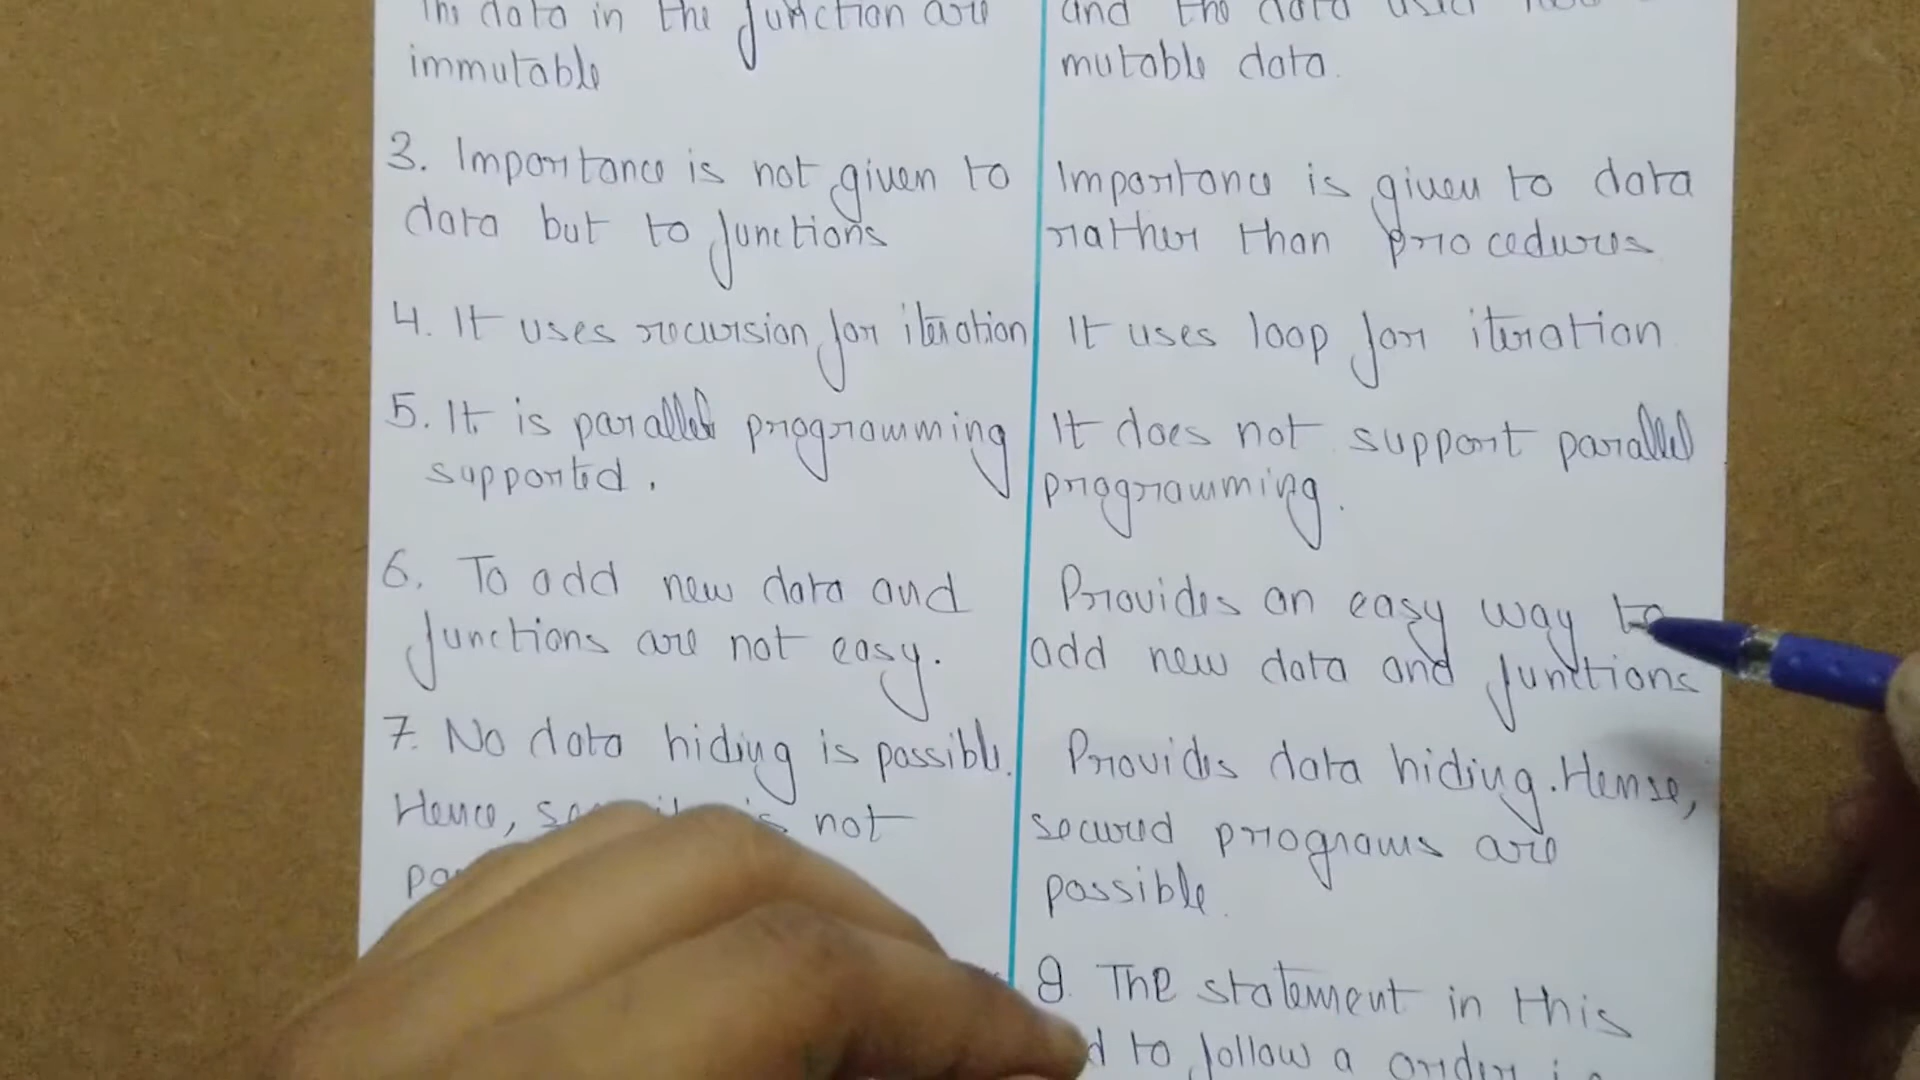 The data in the function are
immutable
3. Importance is not given to
data but to functions
4. It uses recursion for iteration
5. It is parallel programming
supported.
6. To add new data and
functions are not easy.
7. No data hiding is possible.
Hence, is not
and the data used
mutable data.
Importance is given to data
rather than procedures
It uses loop for iteration
It does not support parallel
programming.
Provides an easy way to
add new data and functions
Provides data hiding. Hense,
secured programs are
possible.
8. The statement in this
to follow a order